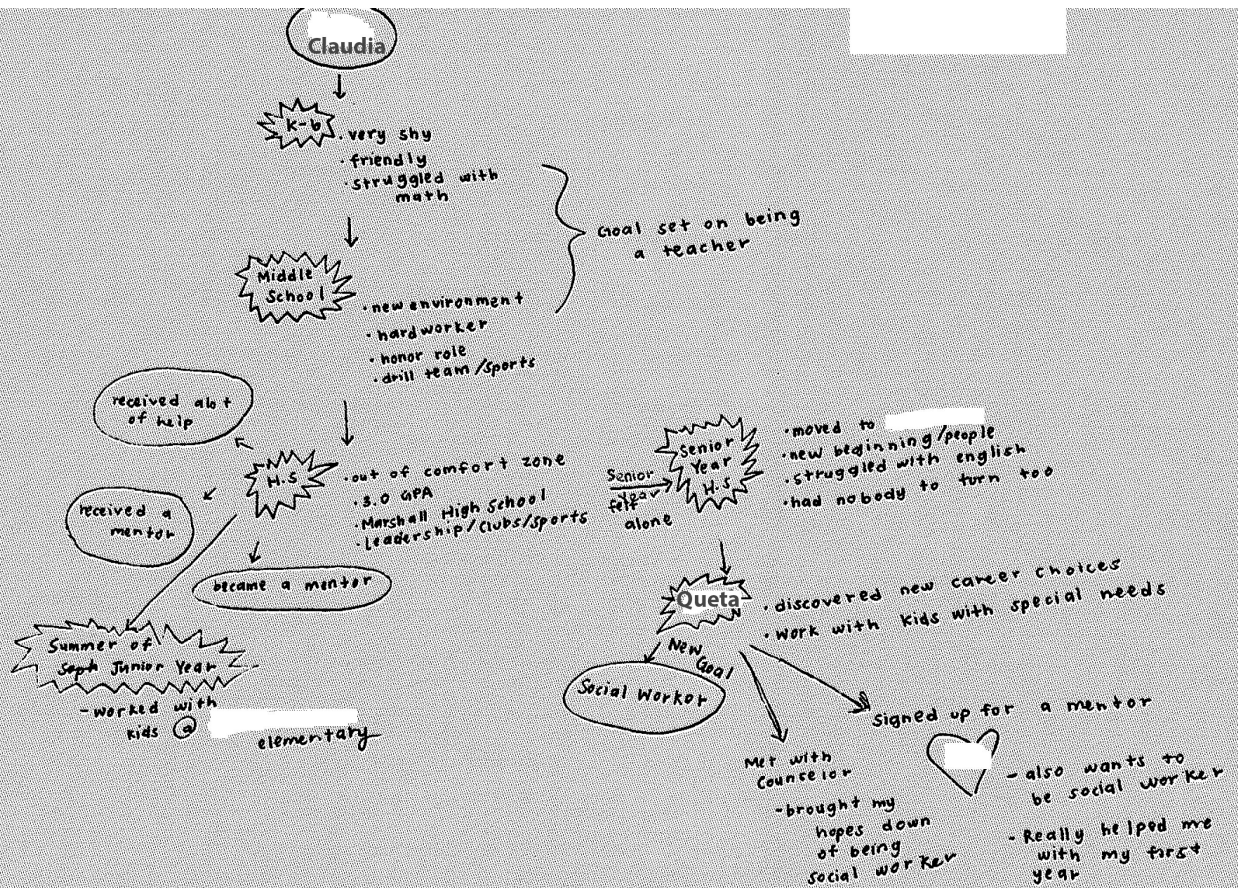 Claudia
K-6
· very shy
· friendly
· struggled with
math
Goal set on being
a teacher
Middle
School
· new environment
· hard worker
· honor role
· drill team/sports
received alot
of help
H.S
· out of comfort zone
· 3.0 GPA
· Marshall High School
· Leadership/clubs/sports
received a
mentor
became a mentor
Summer of
Soph Junior Year
- worked with
kids @
elementary
Senior
year
felt
alone
Senior
Year
H.S
· moved to
· new beginning/people
· struggled with english
· had nobody to turn too
Queta
· discovered new career choices
· work with kids with special needs
New
Goal
Social Worker
Met with
Counselor
- brought my
hopes down
of being
social worker
Signed up for a mentor
- also wants to
be social worker
- Really helped me
with my first
year